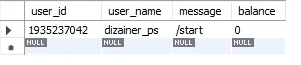 user_id user_name message balance
1935237042 dizainer_ps /start 0
NULL NULL NULL NULL